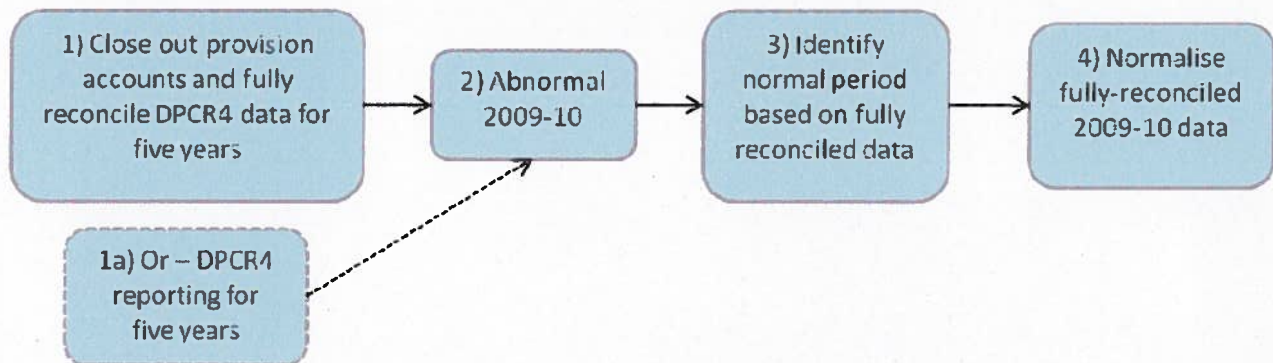 1) Close out provision
accounts and fully
reconcile DPCR4 data for
five years
2) Abnormal
2009-10
3) Identify
normal period
based on fully
reconciled data
4) Normalise
fully-reconciled
2009-10 data
1a) Or – DPCR4
reporting for
five years